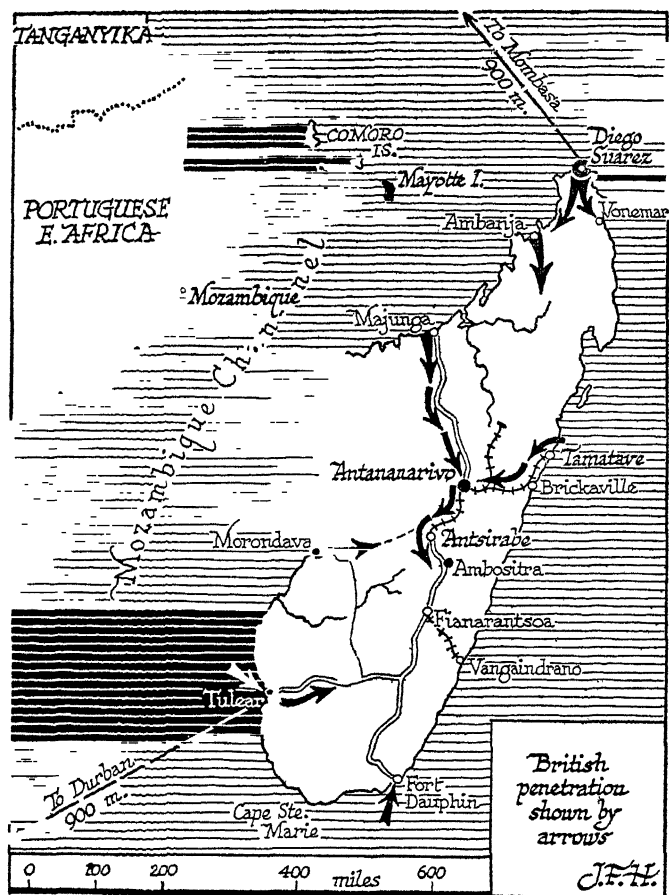 TANGANYIKA
To Mombasa
900 m.
COMORO
IS.
Diego
Suárez
Mayotte I.
PORTUGUESE
E. AFRICA
Ambanja
Vonemar
Mozambique
Mozambique Channel
Majunga
Antananarivo
Tamatave
Brickaville
Morondava
Antsirabe
Ambositra
Fianarantsoa
Vangaindrano
Tulear
To Durban
900 m.
Fort
Dauphin
Cape Ste.
Marie
British
penetration
shown by
arrows
J.F.H.
0 100 200 400 miles 600